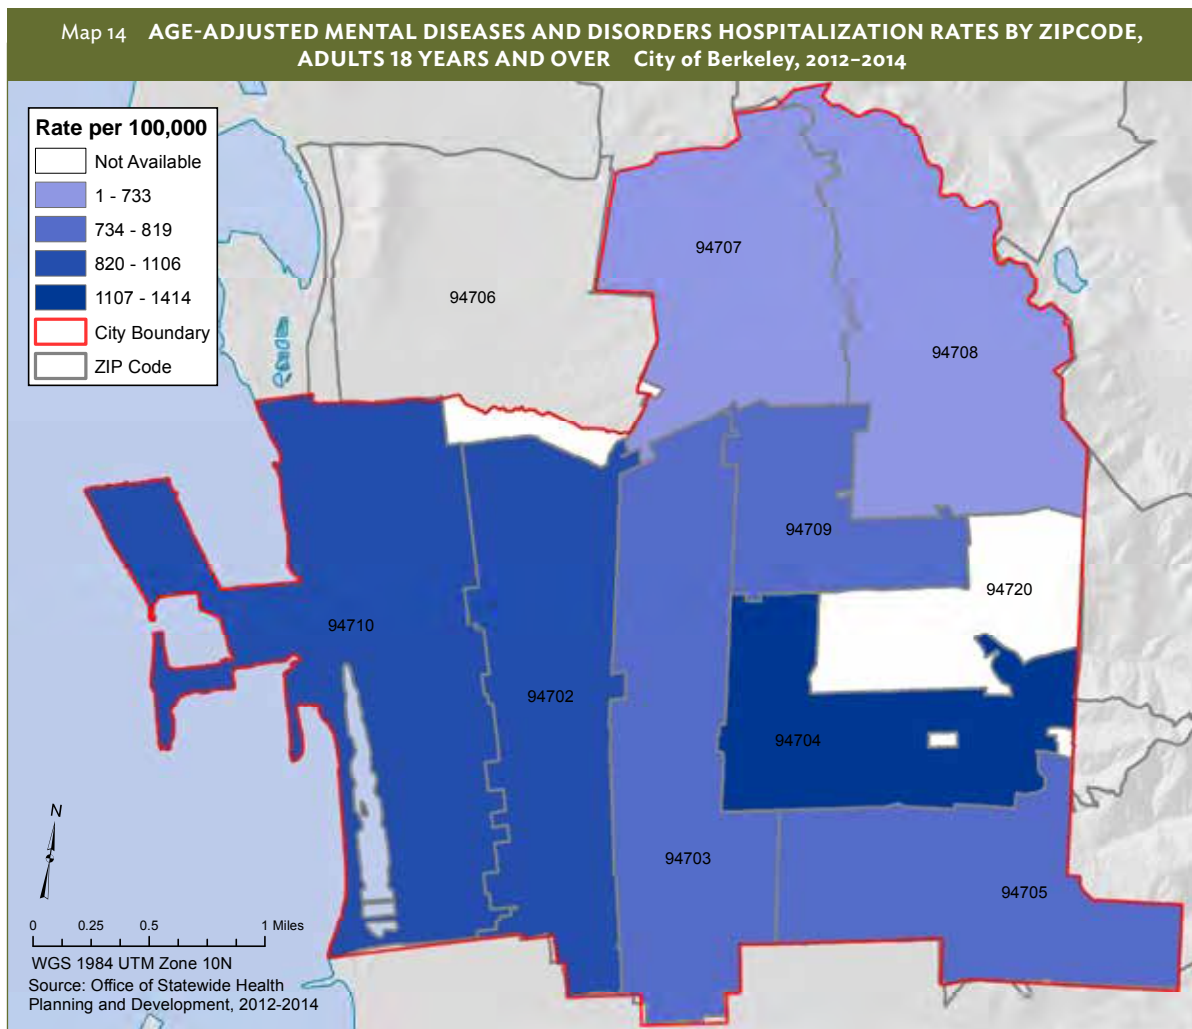 Map 14 AGE-ADJUSTED MENTAL DISEASES AND DISORDERS HOSPITALIZATION RATES BY ZIPCODE,
ADULTS 18 YEARS AND OVER City of Berkeley, 2012–2014
Rate per 100,000
Not Available
1 - 733
734 - 819
820 - 1106
1107 - 1414
City Boundary
ZIP Code
94707
94706
94708
94709
94720
94710
94702
94704
94703
94705
N
0 0.25 0.5 1 Miles
WGS 1984 UTM Zone 10N
Source: Office of Statewide Health
Planning and Development, 2012-2014